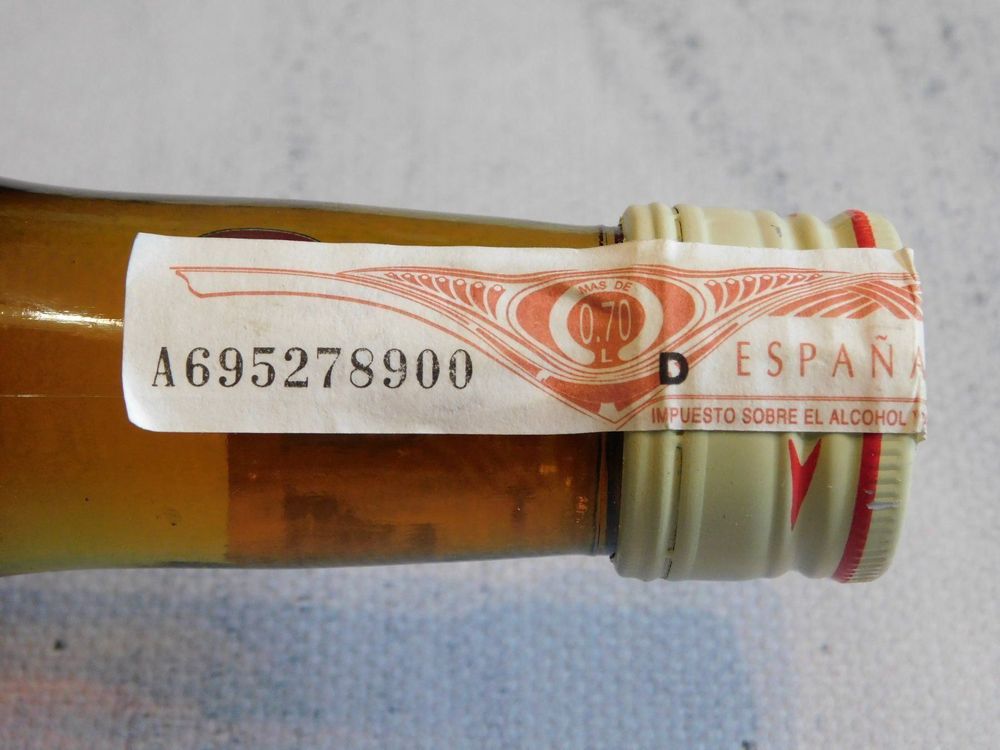 MAS DE
0.70
L
A695278900
D
ESPAÑA
IMPUESTO SOBRE EL ALCOHOL Y